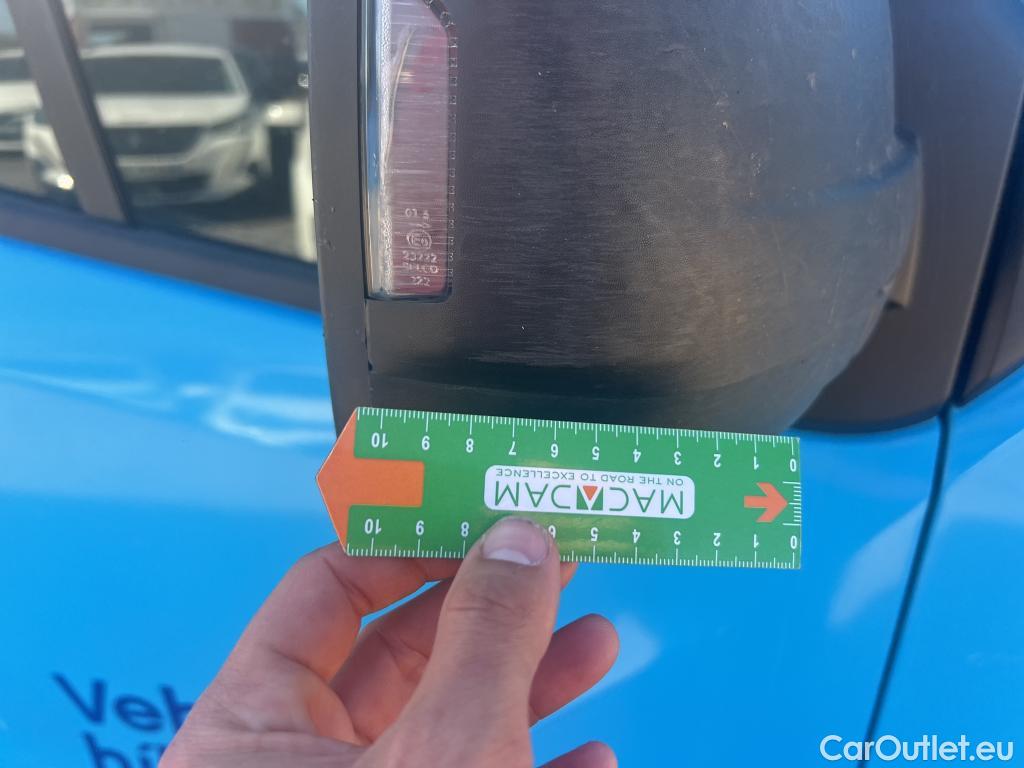 23222
10 9 8 7 6 5 4 3 2 1 0
MACADAM
ON THE ROAD TO EXCELLENCE
10 9 8 6 5 4 3 2 1 0
Veh
CarOutlet.eu